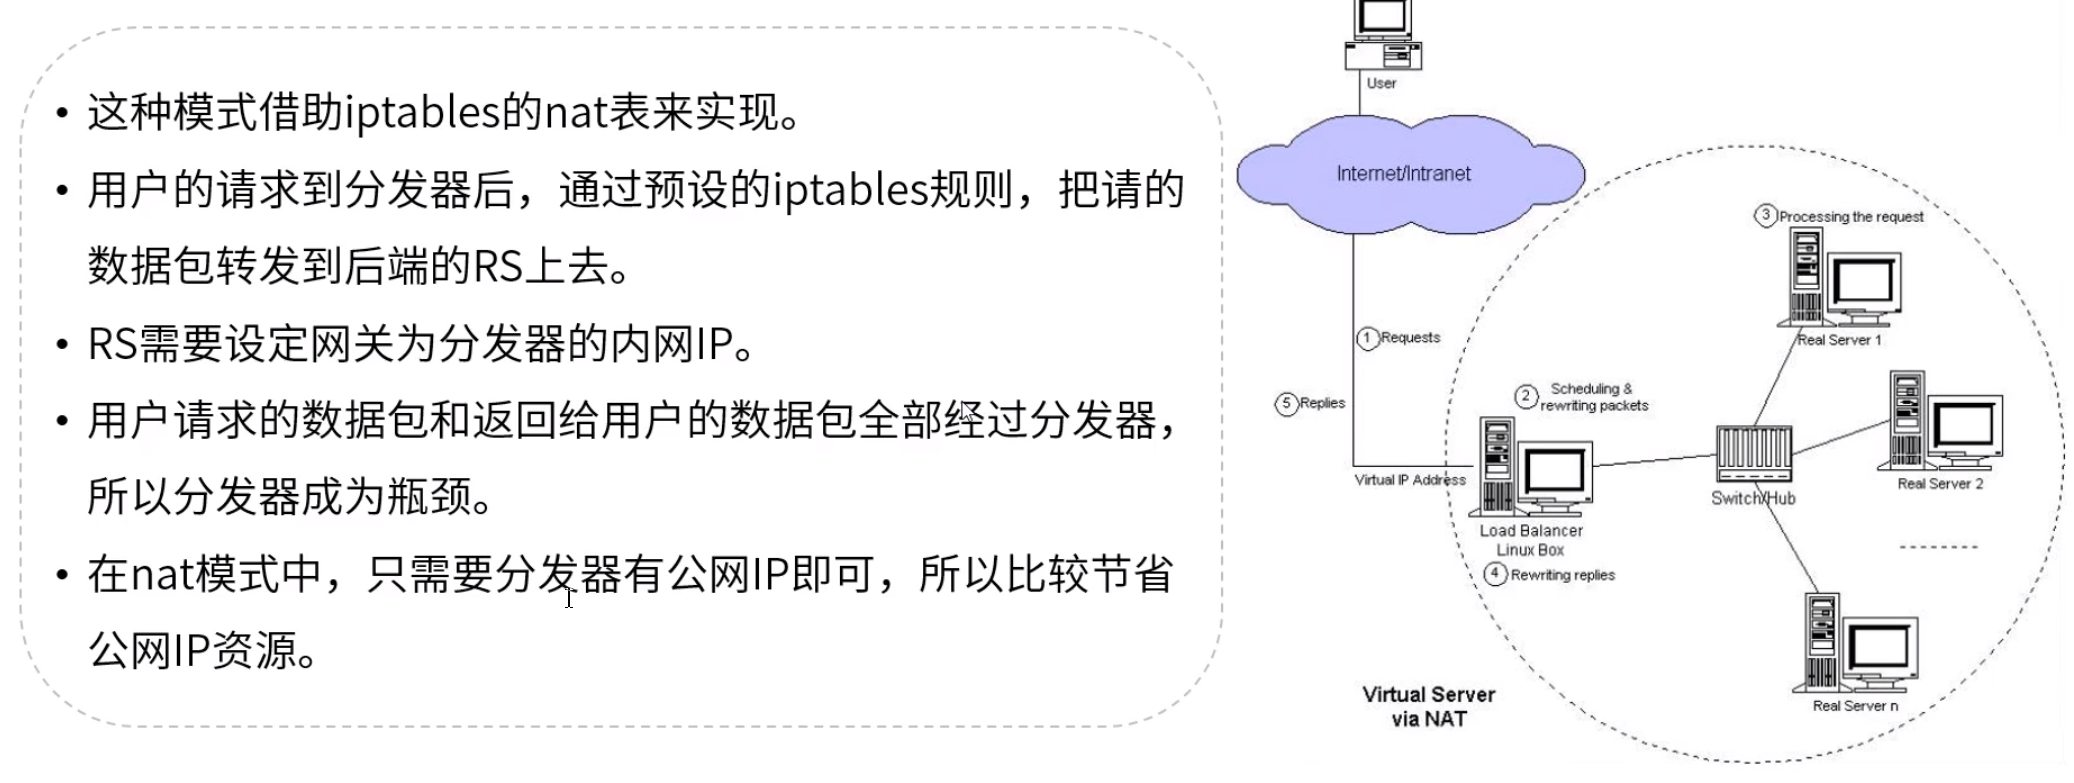 • 这种模式借助iptables的nat表来实现。
• 用户的请求到分发器后，通过预设的iptables规则，把请的
数据包转发到后端的RS上去。
• RS需要设定网关为分发器的内网IP。
• 用户请求的数据包和返回给用户的数据包全部经过分发器，
所以分发器成为瓶颈。
• 在nat模式中，只需要分发器有公网IP即可，所以比较节省
公网IP资源。
User
Internet/Intranet
③ Processing the request
Real Server 1
① Requests
⑤ Replies
② Scheduling &
rewriting packets
Virtual IP Address
Real Server 2
Switch/Hub
Load Balancer
Linux Box
④ Rewriting replies
Virtual Server
via NAT
Real Server n